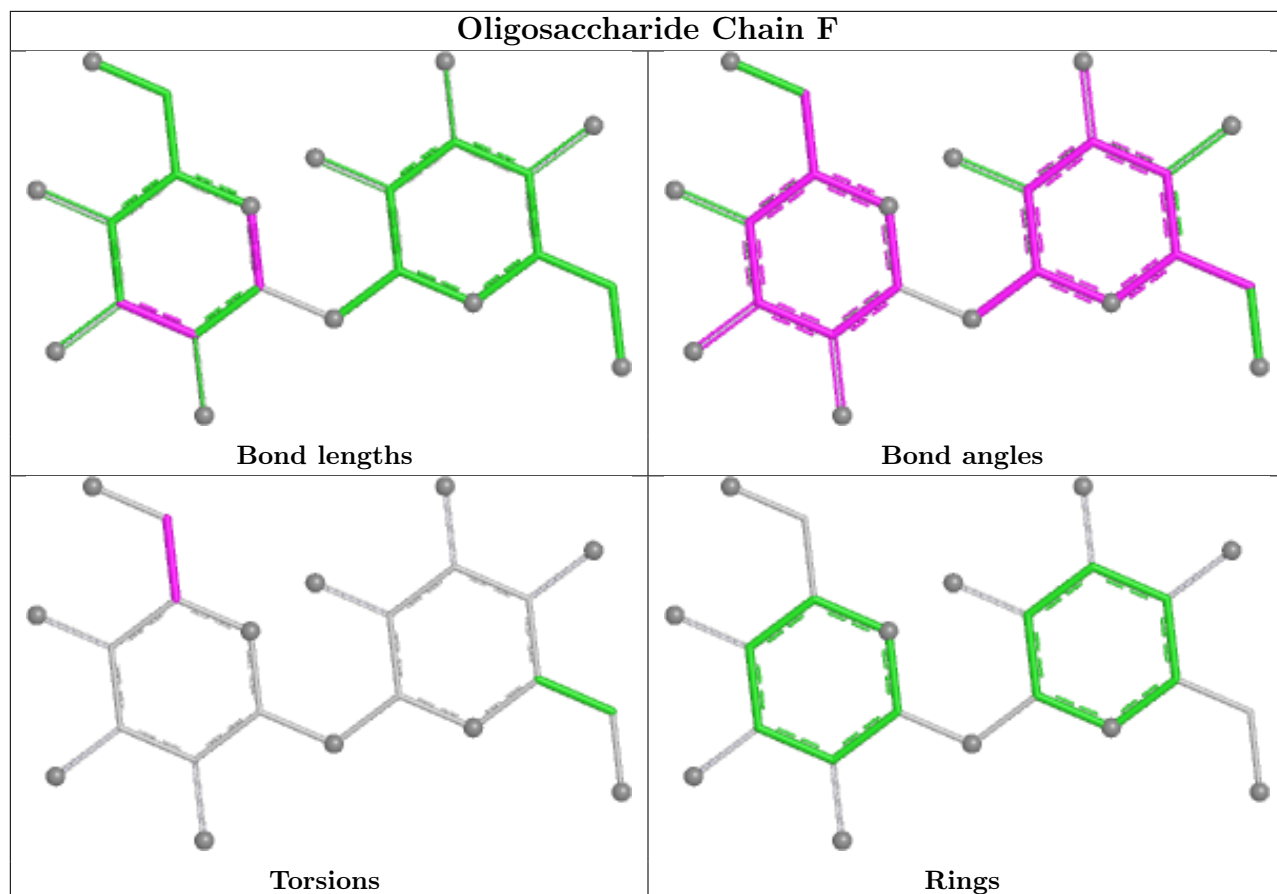 Oligosaccharide Chain F
Bond lengths
Bond angles
Torsions
Rings